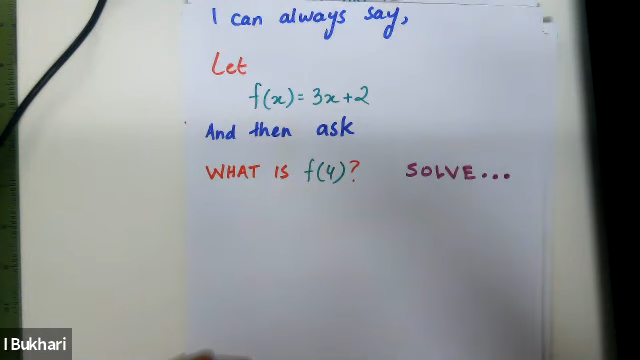 I can always say,
Let
f(x) = 3x + 2
And then ask
WHAT IS f(4)? SOLVE...
I Bukhari